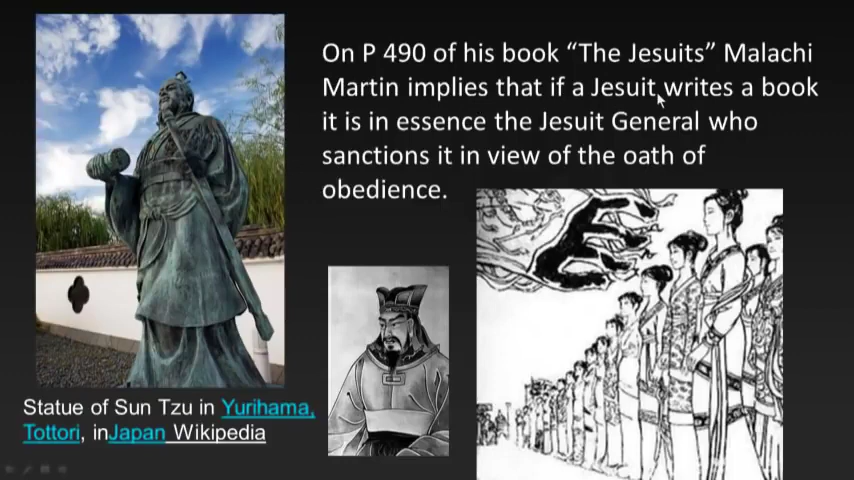 On P 490 of his book “The Jesuits” Malachi
Martin implies that if a Jesuit writes a book
it is in essence the Jesuit General who
sanctions it in view of the oath of
obedience.
Statue of Sun Tzu in Yurihama,
Tottori, inJapan Wikipedia